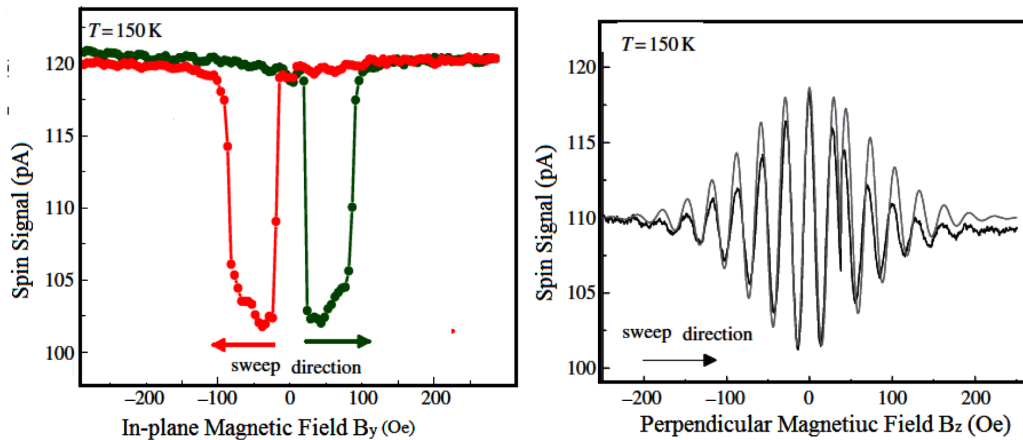 T = 150 K
120
115
110
105
100
Spin Signal (pA)
sweep direction
−200
−100
0
100
200
In-plane Magnetic Field By (Oe)
T = 150 K
120
115
110
105
100
Spin Signal (pA)
sweep direction
−200
−100
0
100
200
Perpendicular Magnetiuc Field Bz (Oe)